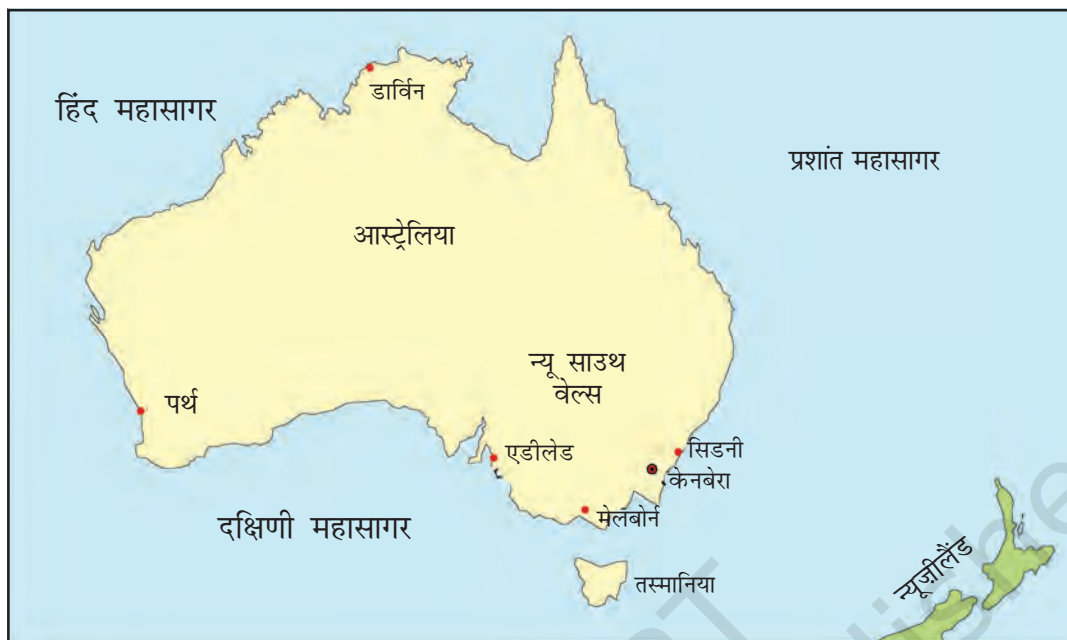 डार्विन
हिंद महासागर
प्रशांत महासागर
आस्ट्रेलिया
न्यू साउथ
वेल्स
पर्थ
सिडनी
एडीलेड
केनबेरा
मेलबोर्न
दक्षिणी महासागर
न्यूज़ीलैंड
तस्मानिया